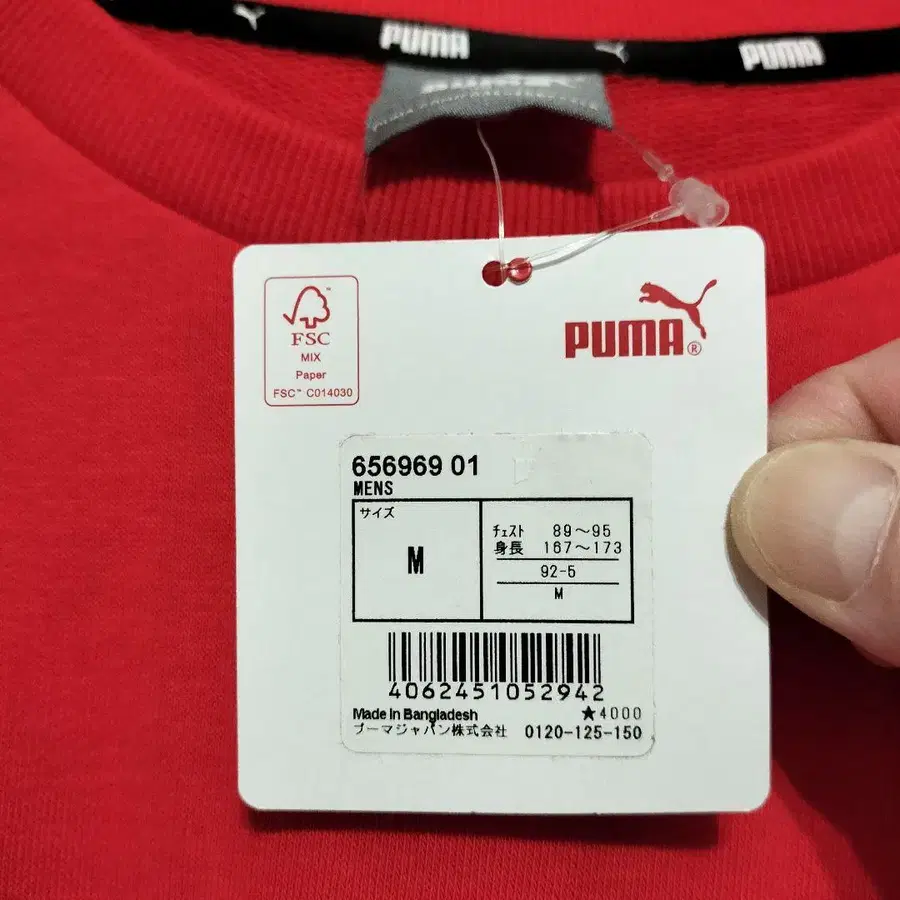 PUMA
PUMA
FSC™
MIX
Paper
FSC™ C014030
PUMA®
656969 01
MENS
サイズ
M
チェスト 89～95
身長 167～173
92-5
M
4062451052942
Made in Bangladesh
★4000
プーマジャパン株式会社 0120-125-150